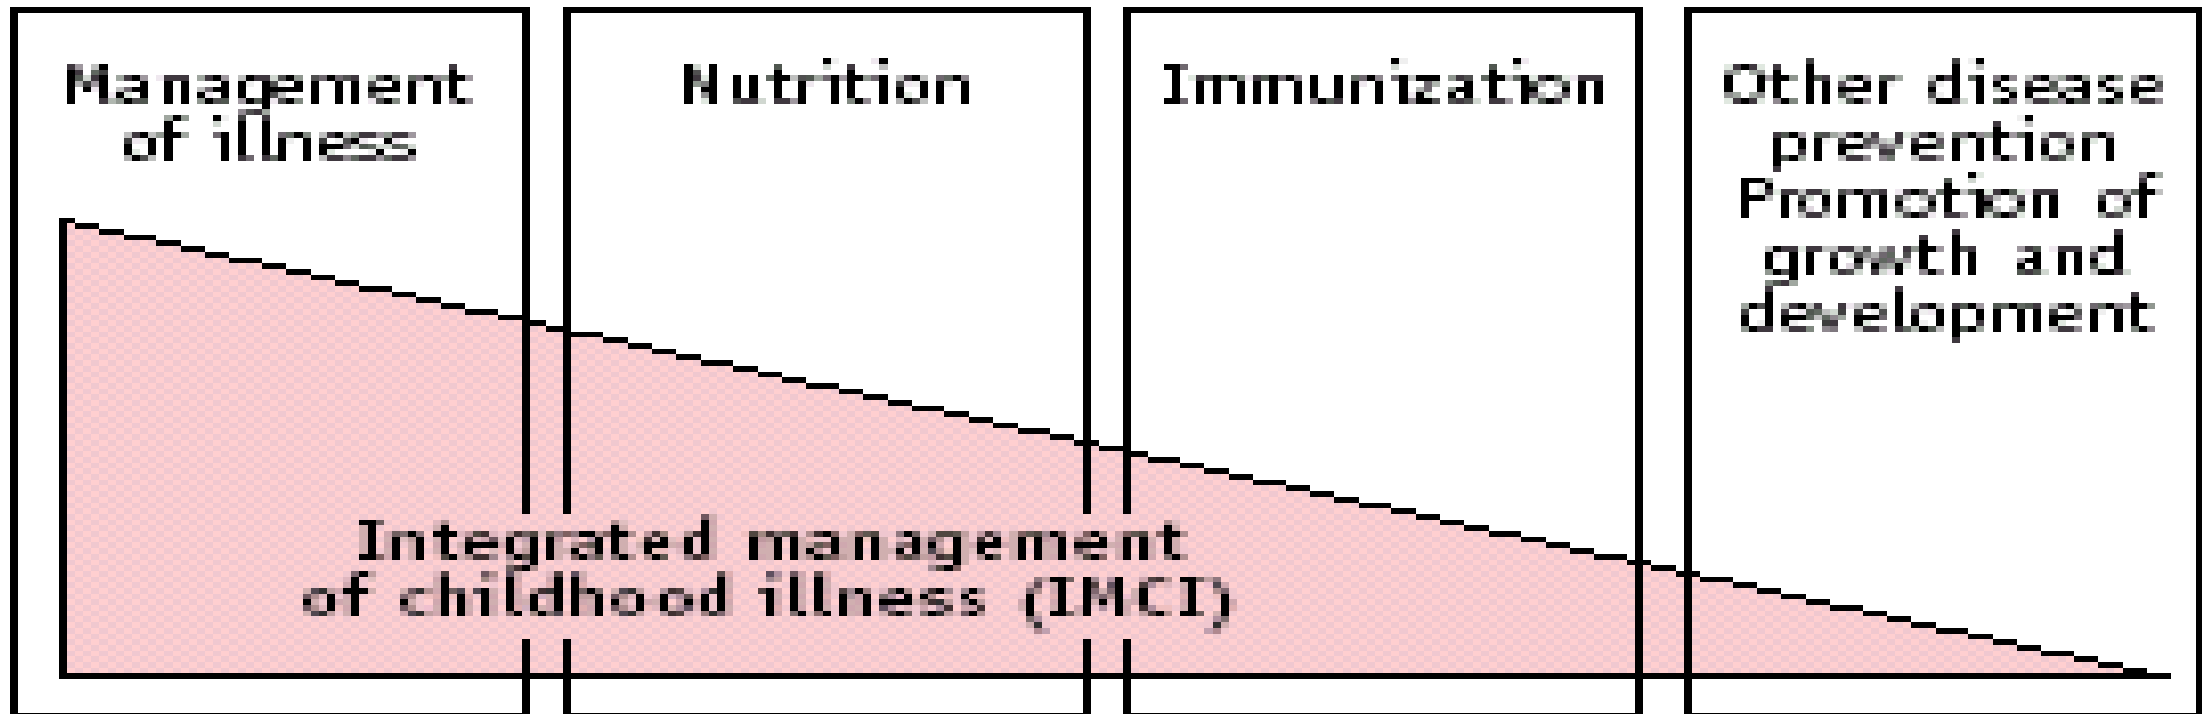 Management
of illness
Nutrition
Immunization
Other disease
prevention
Promotion of
growth and
development
Integrated management
of childhood illness (IMCI)